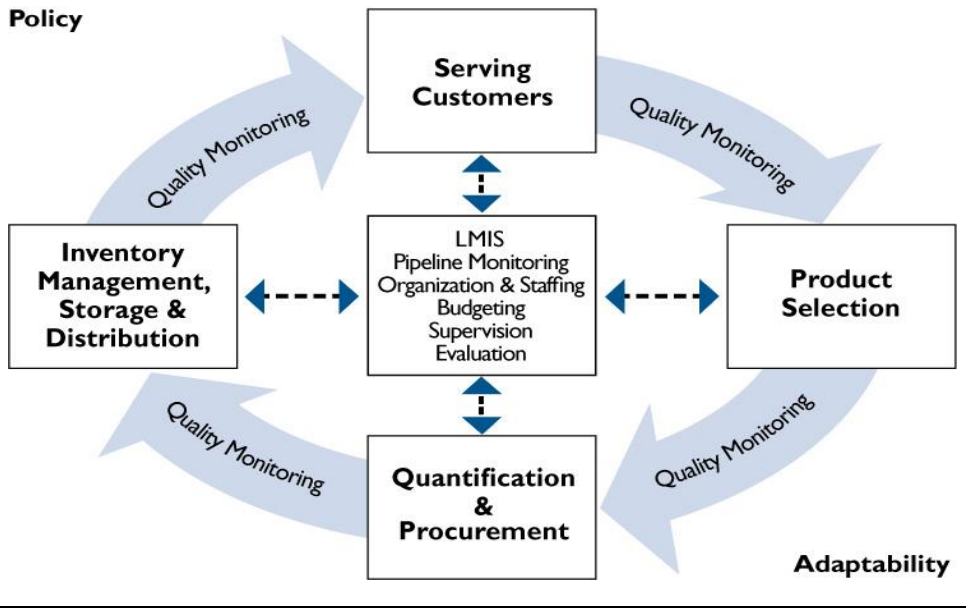 Policy
Serving
Customers
Quality Monitoring
Quality Monitoring
Inventory
Management,
Storage &
Distribution
LMIS
Pipeline Monitoring
Organization & Staffing
Budgeting
Supervision
Evaluation
Product
Selection
Quality Monitoring
Quality Monitoring
Quantification
&
Procurement
Adaptability